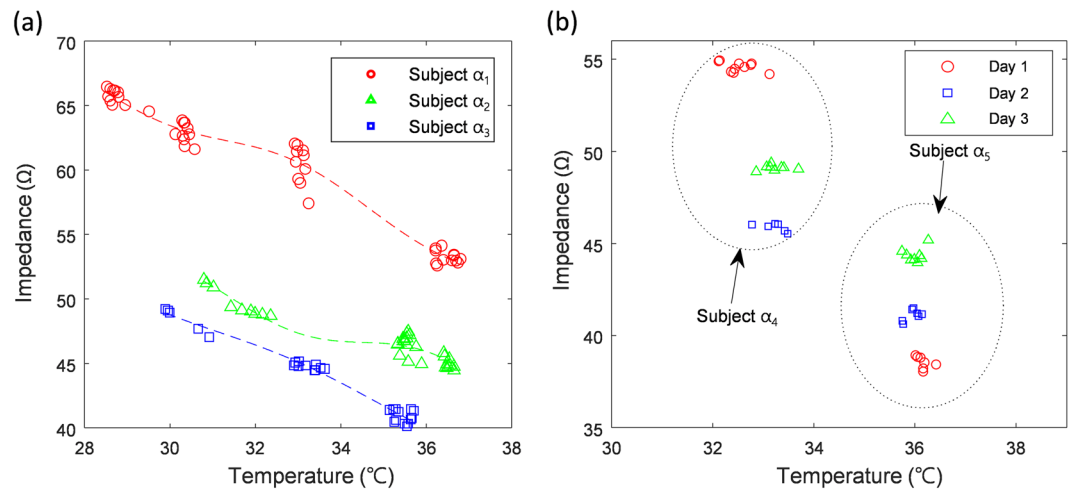 (a)
70
65
60
55
50
45
40
28
30
32
34
36
38
Impedance (Ω)
Temperature (℃)
Subject α₁
Subject α₂
Subject α₃
(b)
55
50
45
40
35
30
32
34
36
38
Impedance (Ω)
Temperature (℃)
Day 1
Day 2
Day 3
Subject α₅
Subject α₄